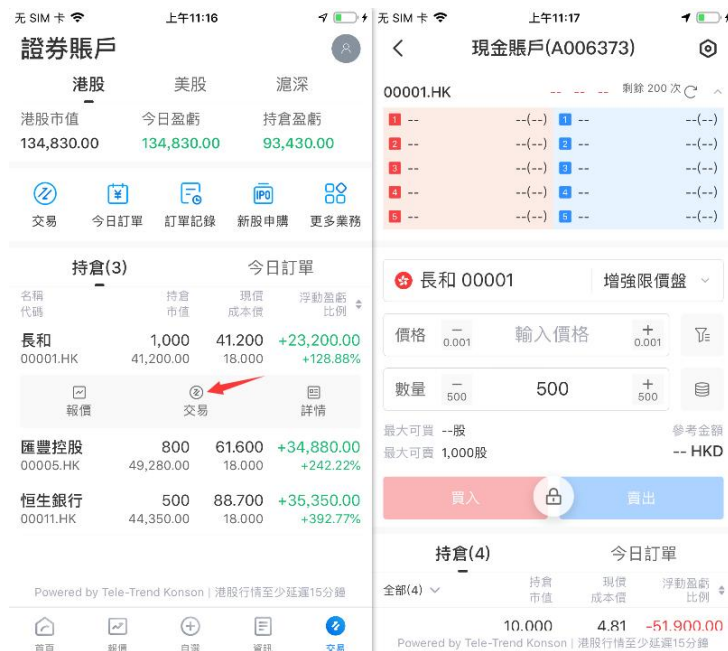 无 SIM 卡 上午11:16
證券賬戶
港股 美股 滬深
港股市值 今日盈虧 持倉盈虧
134,830.00 134,830.00 93,430.00
交易 今日訂單 訂單記錄 新股申購 更多業務
IPO
持倉(3) 今日訂單
名稱 持倉 現價 浮動盈虧
代碼 市值 成本價 比例
長和 1,000 41.200 +23,200.00
00001.HK 41,200.00 18.000 +128.88%
報價 交易 詳情
匯豐控股 800 61.600 +34,880.00
00005.HK 49,280.00 18.000 +242.22%
恒生銀行 500 88.700 +35,350.00
00011.HK 44,350.00 18.000 +392.77%
Powered by Tele-Trend Konson | 港股行情至少延遲15分鐘
首頁 報價 自選 資訊 交易
无 SIM 卡 上午11:17
現金賬戶(A006373)
00001.HK -- -- -- 剩餘 200 次
1 -- --(--) 1 -- --(--)
2 -- --(--) 2 -- --(--)
3 -- --(--) 3 -- --(--)
4 -- --(--) 4 -- --(--)
5 -- --(--) 5 -- --(--)
長和 00001 增強限價盤
價格 − 0.001 輸入價格 + 0.001
數量 − 500 500 + 500
最大可買 --股 參考金額
最大可賣 1,000股 -- HKD
買入 賣出
持倉(4) 今日訂單
全部(4) 持倉 現價 浮動盈虧
市值 成本價 比例
10,000 4.81 -51,900.00
Powered by Tele-Trend Konson | 港股行情至少延遲15分鐘